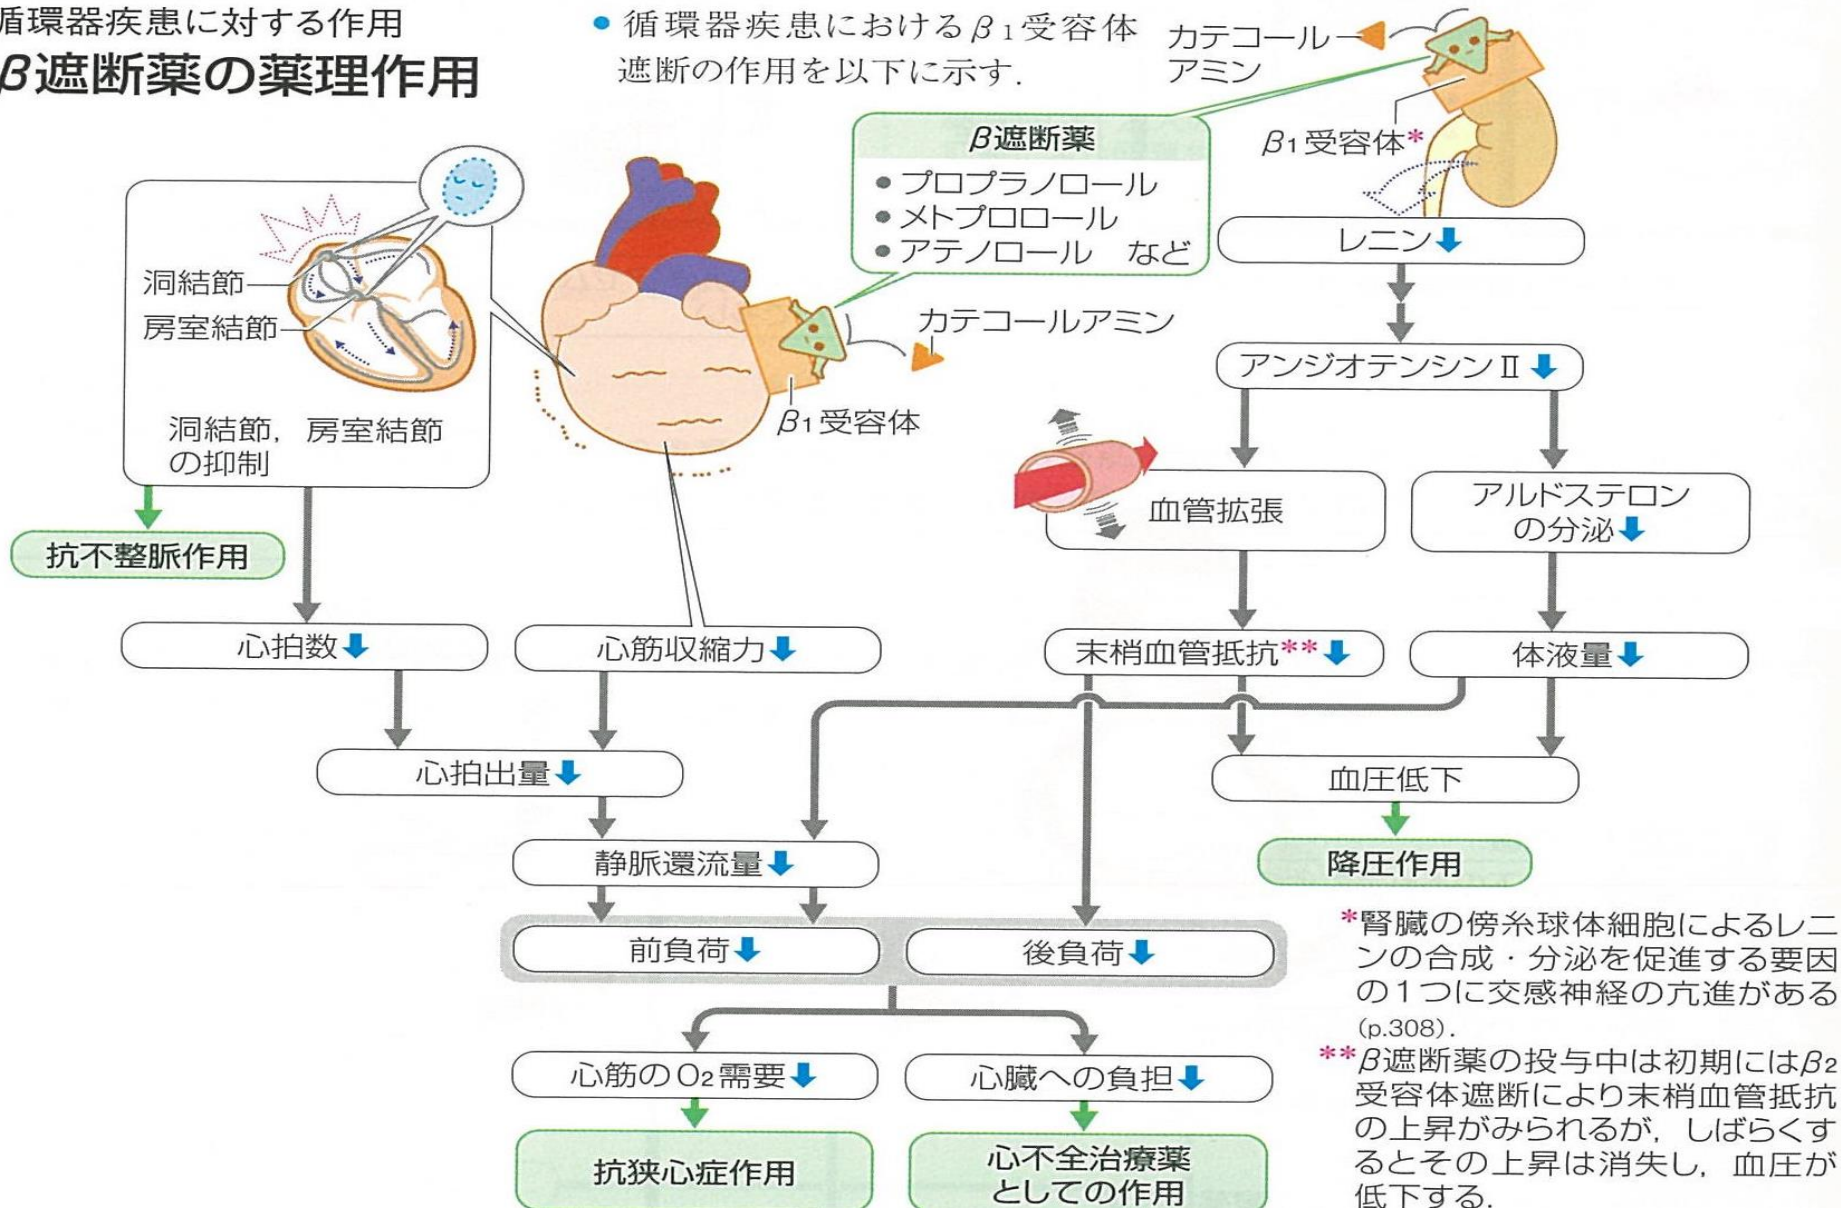 循環器疾患に対する作用
β遮断薬の薬理作用
● 循環器疾患におけるβ1受容体
遮断の作用を以下に示す.
カテコール
アミン
β1受容体*
β遮断薬
● プロプラノロール
● メトプロロール
● アテノロール など
洞結節
房室結節
洞結節, 房室結節
の抑制
カテコールアミン
β1受容体
レニン⬇
アンジオテンシンⅡ⬇
血管拡張
アルドステロン
の分泌⬇
抗不整脈作用
心拍数⬇
心筋収縮力⬇
末梢血管抵抗**⬇
体液量⬇
心拍出量⬇
血圧低下
静脈還流量⬇
降圧作用
前負荷⬇
後負荷⬇
心筋のO2需要⬇
心臓への負担⬇
抗狭心症作用
心不全治療薬
としての作用
*腎臓の傍糸球体細胞によるレニ
ンの合成・分泌を促進する要因
の1つに交感神経の亢進がある
(p.308).
**β遮断薬の投与中は初期にはβ2
受容体遮断により末梢血管抵抗
の上昇がみられるが, しばらくす
るとその上昇は消失し, 血圧が
低下する.